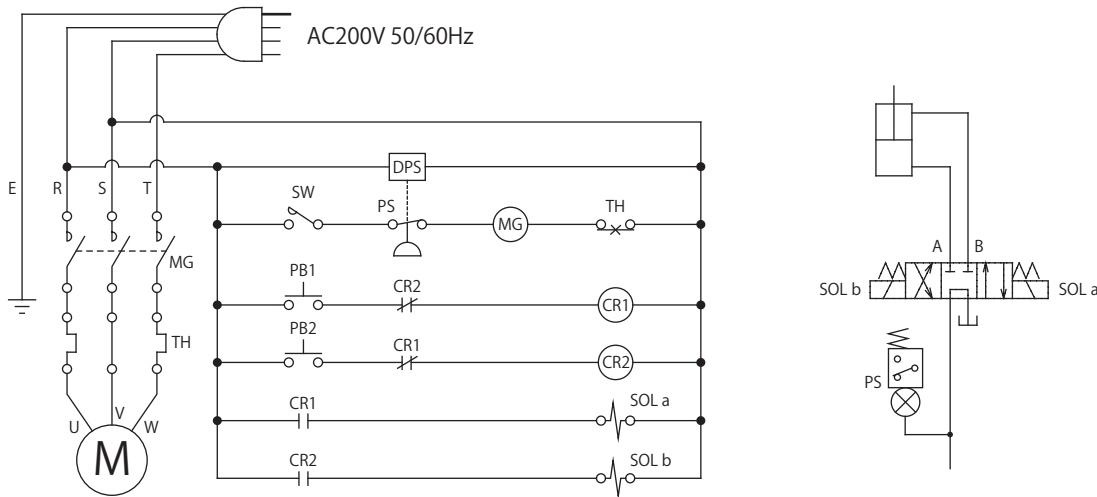 AC200V 50/60Hz
DPS
E R S T
SW PS MG TH
MG
PB1 CR2 CR1
PB2 CR1 CR2
TH
CR1 SOL a
U V W
M
CR2 SOL b
A B
SOL b SOL a
PS